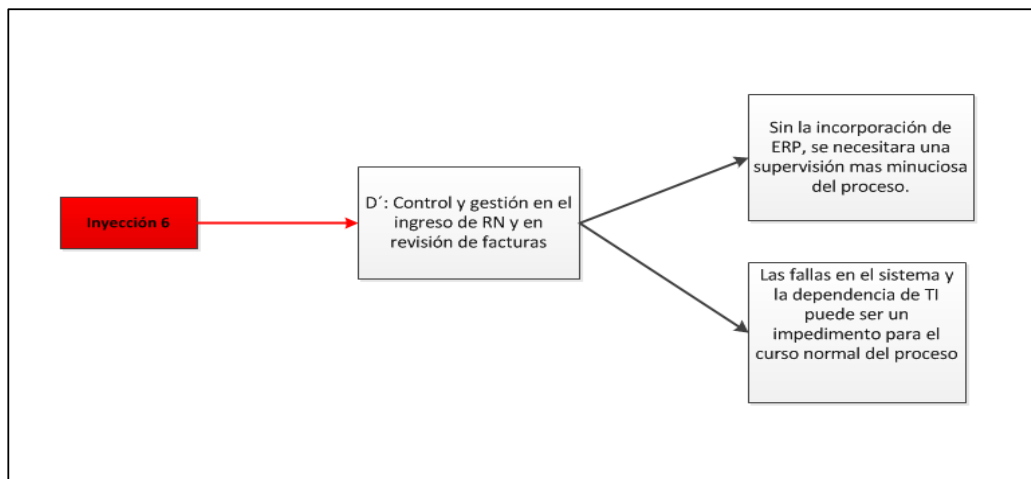 Inyección 6
D´: Control y gestión en el
ingreso de RN y en
revisión de facturas
Sin la incorporación de
ERP, se necesitara una
supervisión mas minuciosa
del proceso.
Las fallas en el sistema y
la dependencia de TI
puede ser un
impedimento para el
curso normal del proceso